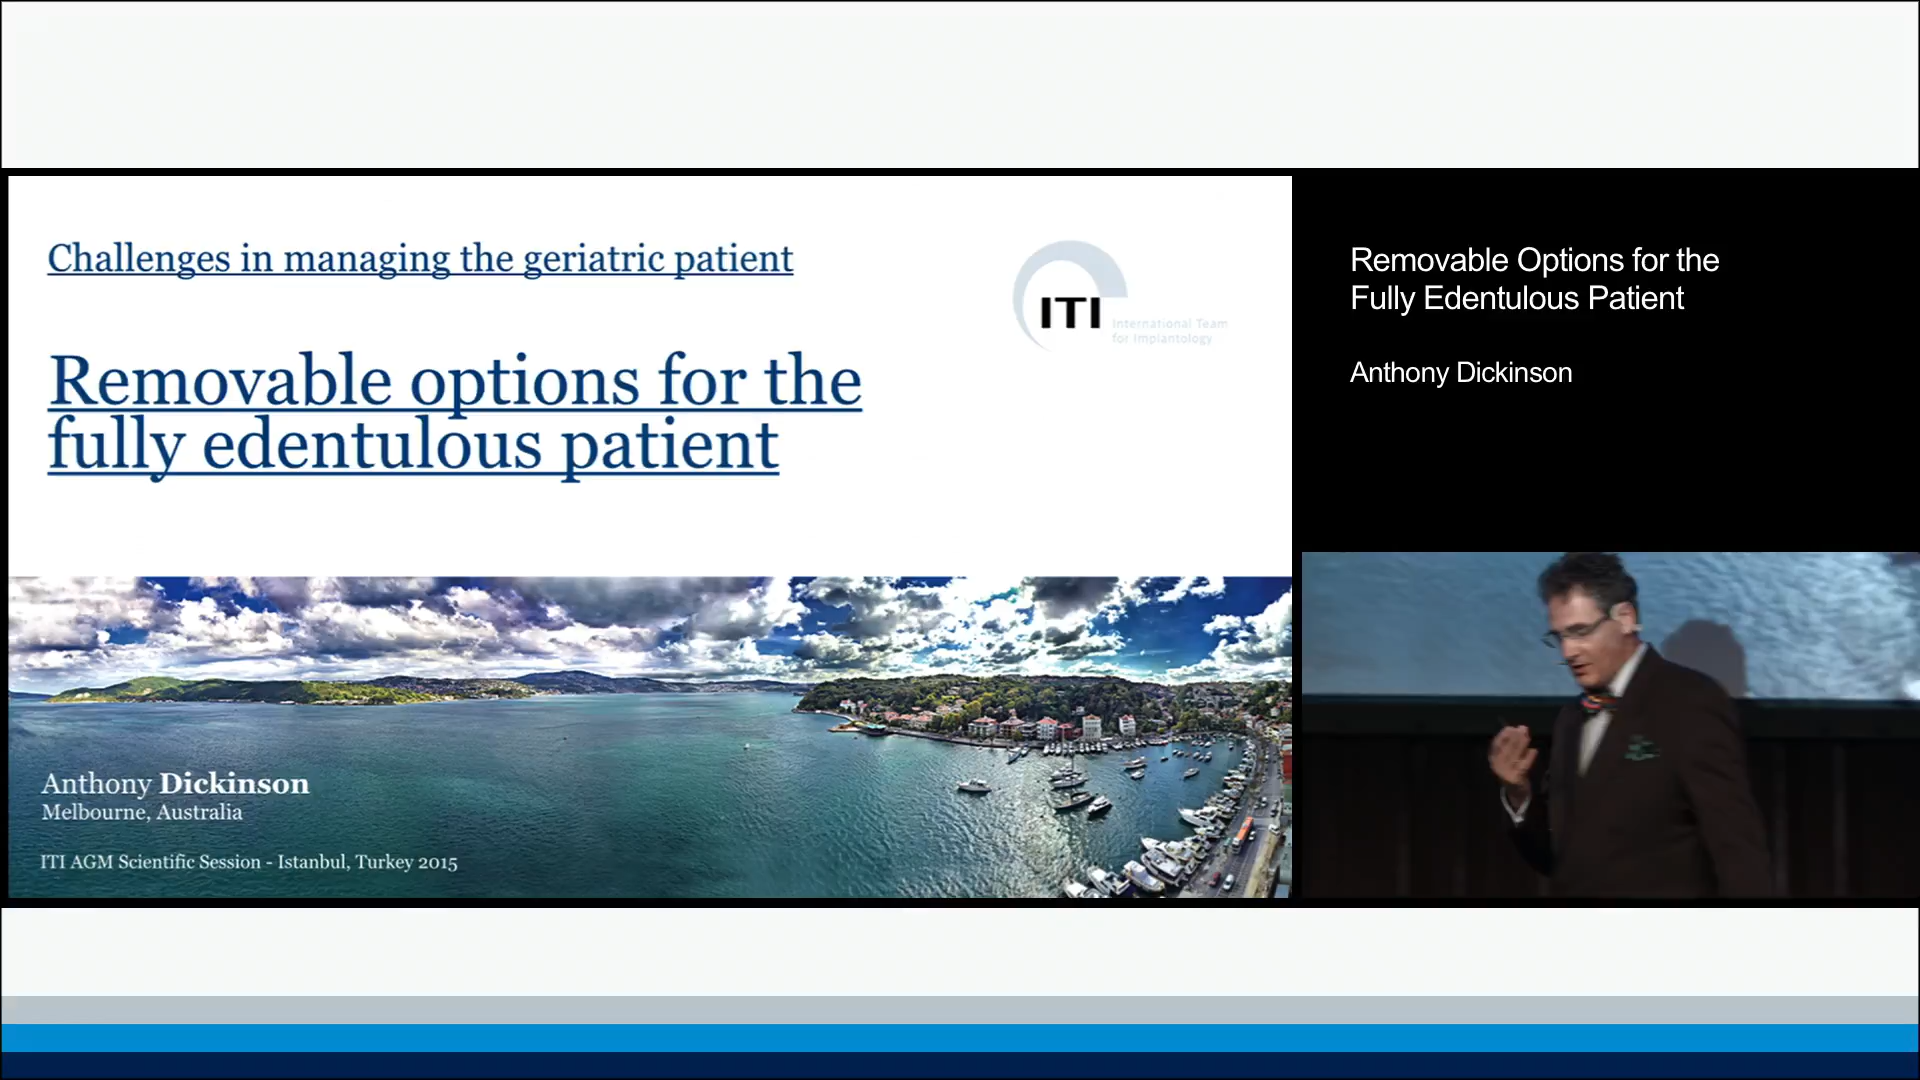 Challenges in managing the geriatric patient
ITI
International Team
for Implantology
Removable options for the
fully edentulous patient
Anthony Dickinson
Melbourne, Australia
ITI AGM Scientific Session - Istanbul, Turkey 2015
Removable Options for the
Fully Edentulous Patient
Anthony Dickinson